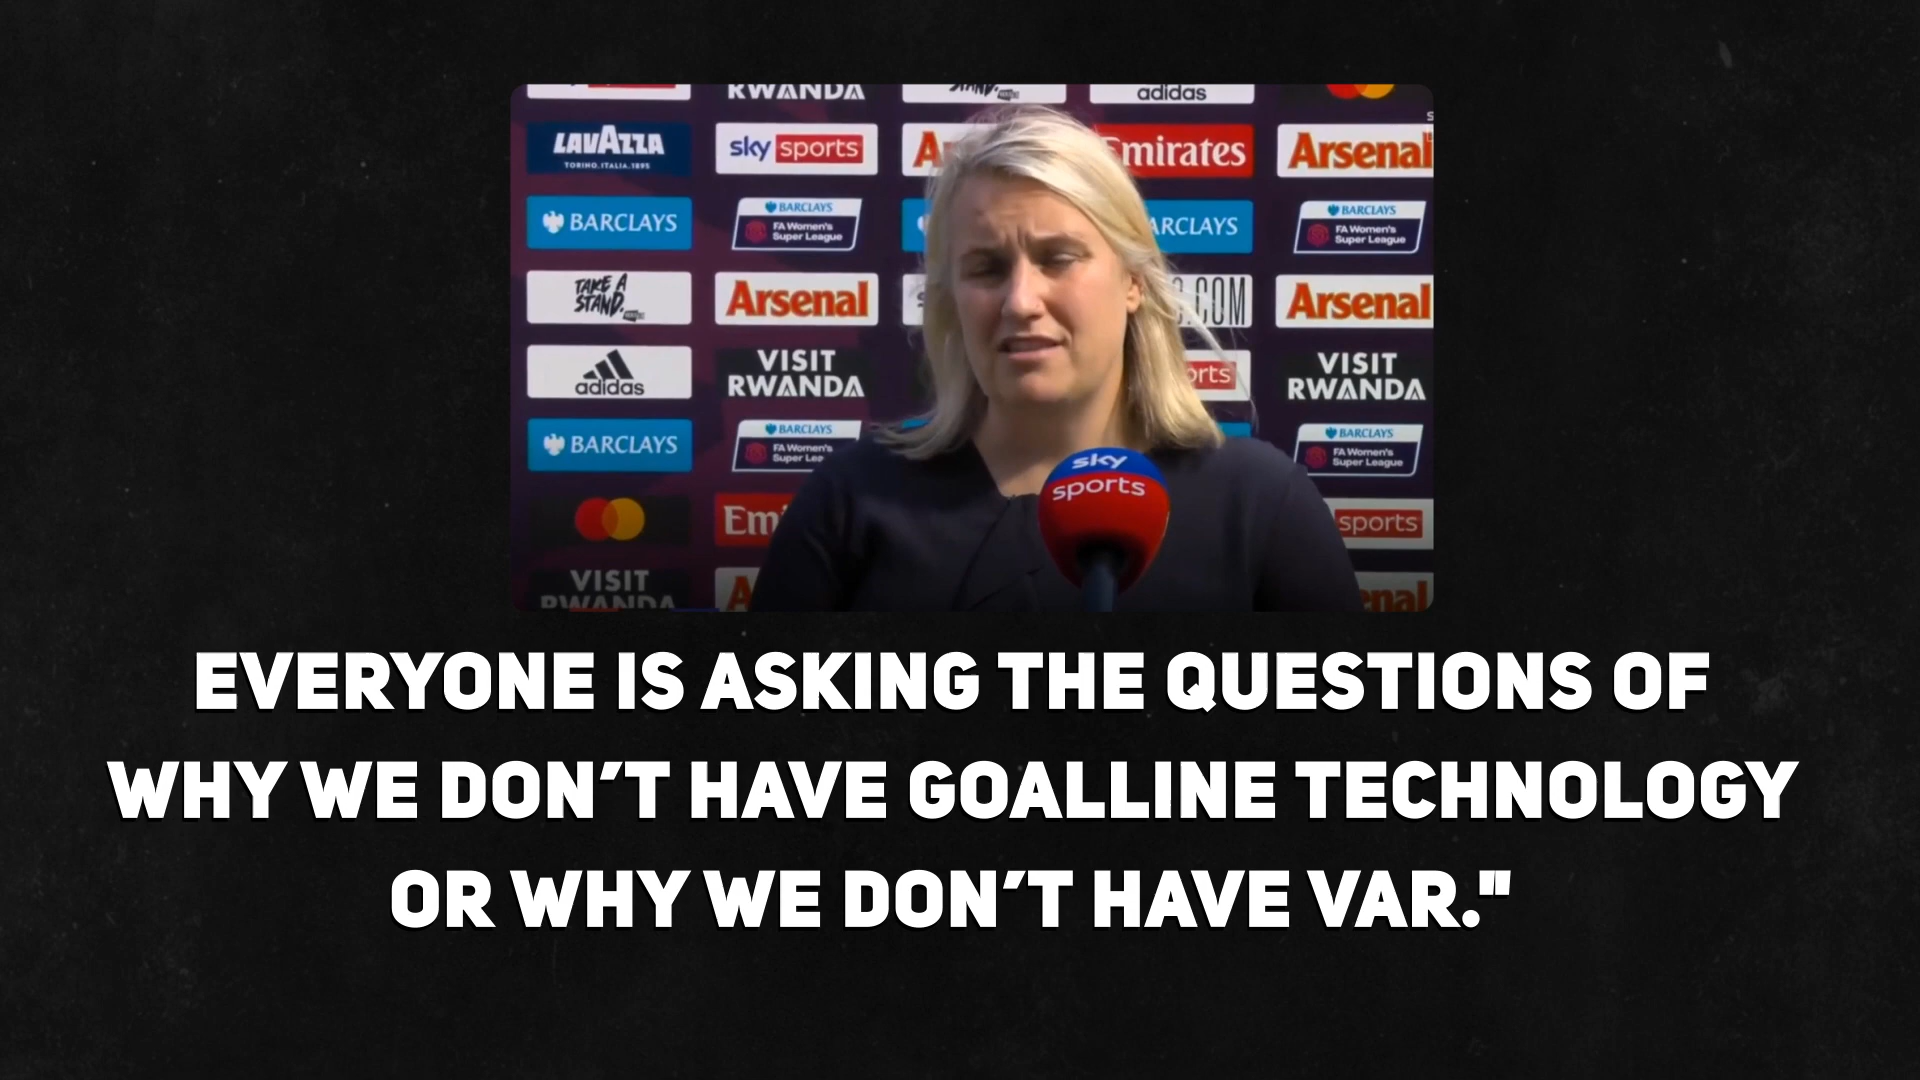 RWANDA
STAND.
adidas
LAVAZZA
TORINO. ITALIA. 1895
sky sports
Emirates
Arsenal
BARCLAYS
BARCLAYS
FA Women's
Super League
BARCLAYS
FA Women's
Super League
TAKE A
STAND.
Arsenal
.COM
Arsenal
adidas
VISIT
RWANDA
VISIT
RWANDA
BARCLAYS
BARCLAYS
FA Women's
BARCLAYS
FA Women's
Super League
sky
sports
sports
VISIT
RWANDA
EVERYONE IS ASKING THE QUESTIONS OF
WHY WE DON'T HAVE GOALLINE TECHNOLOGY
OR WHY WE DON'T HAVE VAR."